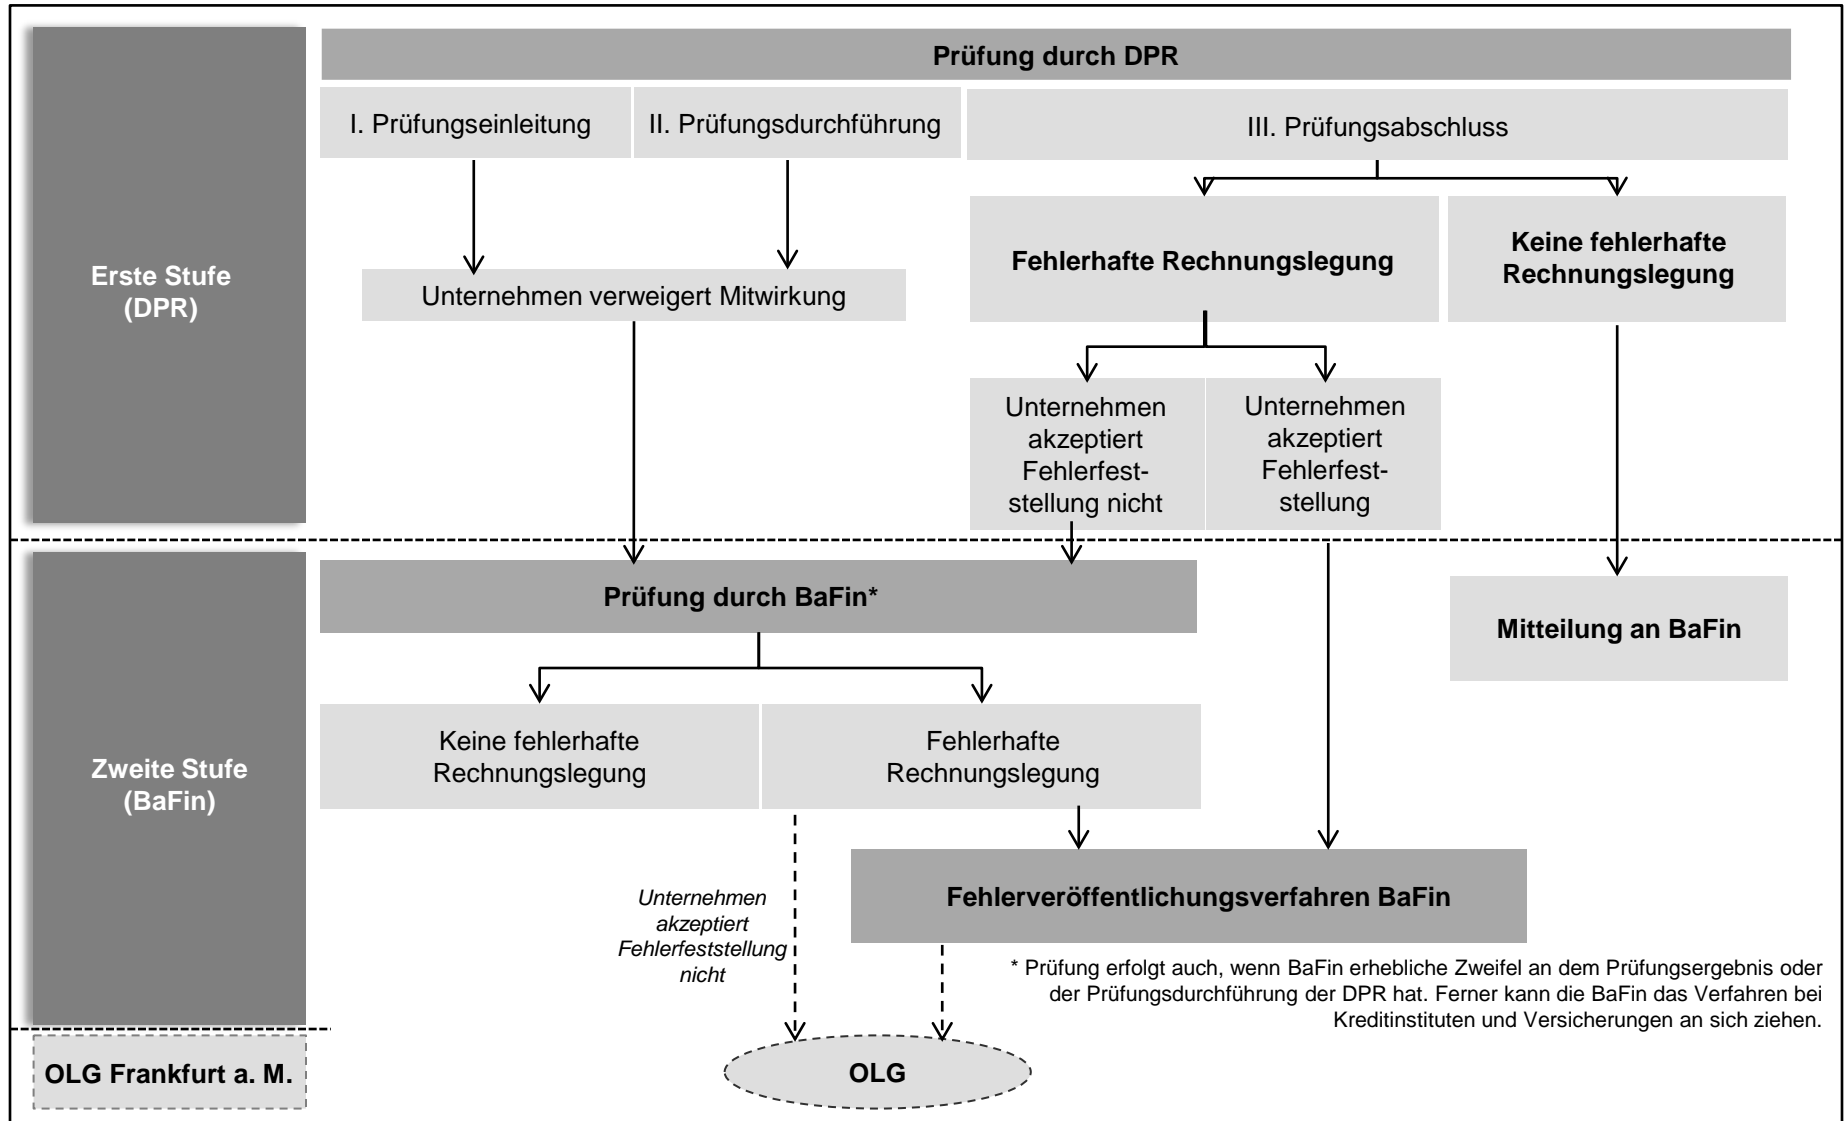 Prüfung durch DPR
I. Prüfungseinleitung
II. Prüfungsdurchführung
III. Prüfungsabschluss
Erste Stufe
(DPR)
Unternehmen verweigert Mitwirkung
Fehlerhafte Rechnungslegung
Keine fehlerhafte
Rechnungslegung
Unternehmen
akzeptiert
Fehlerfest-
stellung nicht
Unternehmen
akzeptiert
Fehlerfest-
stellung
Zweite Stufe
(BaFin)
Prüfung durch BaFin*
Mitteilung an BaFin
Keine fehlerhafte
Rechnungslegung
Fehlerhafte
Rechnungslegung
Unternehmen
akzeptiert
Fehlerfeststellung
nicht
Fehlerveröffentlichungsverfahren BaFin
* Prüfung erfolgt auch, wenn BaFin erhebliche Zweifel an dem Prüfungsergebnis oder
der Prüfungsdurchführung der DPR hat. Ferner kann die BaFin das Verfahren bei
Kreditinstituten und Versicherungen an sich ziehen.
OLG Frankfurt a. M.
OLG